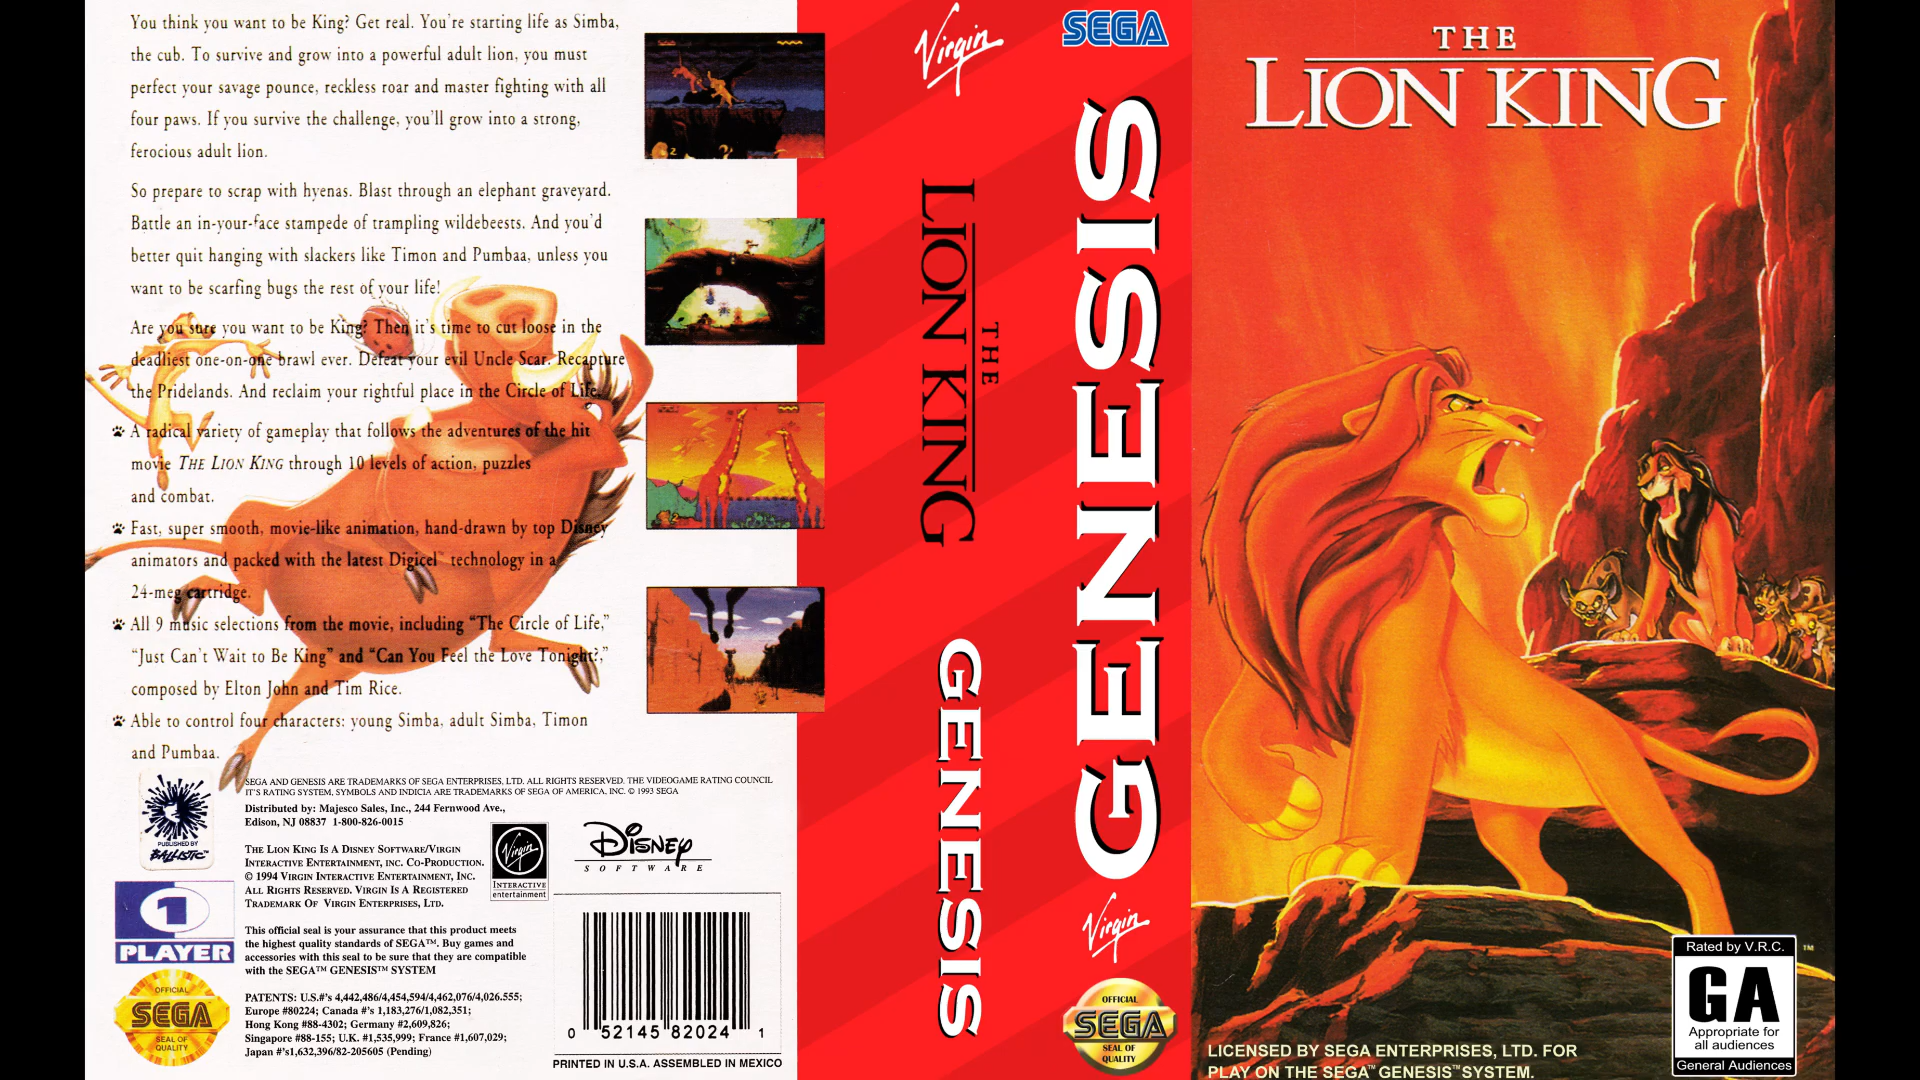 You think you want to be King? Get real. You're starting life as Simba,
the cub. To survive and grow into a powerful adult lion, you must
perfect your savage pounce, reckless roar and master fighting with all
four paws. If you survive the challenge, you'll grow into a strong,
ferocious adult lion.
So prepare to scrap with hyenas. Blast through an elephant graveyard.
Battle an in-your-face stampede of trampling wildebeests. And you'd
better quit hanging with slackers like Timon and Pumbaa, unless you
want to be scarfing bugs the rest of your life!
Are you sure you want to be King? Then it's time to cut loose in the
deadliest one-on-one brawl ever. Defeat your evil Uncle Scar. Recapture
the Pridelands. And reclaim your rightful place in the Circle of Life.
A radical variety of gameplay that follows the adventures of the hit
movie THE LION KING through 10 levels of action, puzzles
and combat.
Fast, super smooth, movie-like animation, hand-drawn by top Disney
animators and packed with the latest Digicel™ technology in a
24-meg cartridge.
All 9 music selections from the movie, including "The Circle of Life,"
"Just Can't Wait to Be King" and "Can You Feel the Love Tonight?,"
composed by Elton John and Tim Rice.
Able to control four characters: young Simba, adult Simba, Timon
and Pumbaa.
PUBLISHED BY
BALLISTIC™
SEGA AND GENESIS ARE TRADEMARKS OF SEGA ENTERPRISES, LTD. ALL RIGHTS RESERVED. THE VIDEOGAME RATING COUNCIL
IT'S RATING SYSTEM, SYMBOLS AND INDICIA ARE TRADEMARKS OF SEGA OF AMERICA, INC. © 1993 SEGA
Distributed by: Majesco Sales, Inc., 244 Fernwood Ave.,
Edison, NJ 08837 1-800-826-0015
THE LION KING IS A DISNEY SOFTWARE/VIRGIN
INTERACTIVE ENTERTAINMENT, INC. CO-PRODUCTION.
© 1994 VIRGIN INTERACTIVE ENTERTAINMENT, INC.
ALL RIGHTS RESERVED. VIRGIN IS A REGISTERED
TRADEMARK OF VIRGIN ENTERPRISES, LTD.
Virgin
INTERACTIVE
entertainment
DISNEY
SOFTWARE
1
PLAYER
This official seal is your assurance that this product meets
the highest quality standards of SEGA™. Buy games and
accessories with this seal to be sure that they are compatible
with the SEGA™ GENESIS™ SYSTEM
OFFICIAL
SEGA
SEAL OF
QUALITY
PATENTS: U.S.#'s 4,442,486/4,454,594/4,462,076/4,026.555;
Europe #80224; Canada #'s 1,183,276/1,082,351;
Hong Kong #88-4302; Germany #2,609,826;
Singapore #88-155; U.K. #1,535,999; France #1,607,029;
Japan #'s1,632,396/82-205605 (Pending)
0 52145 82024 1
PRINTED IN U.S.A. ASSEMBLED IN MEXICO
Virgin
THE
LION KING
GENESIS
SEGA
GENESIS
Virgin
OFFICIAL
SEGA
SEAL OF
QUALITY
THE
LION KING
Rated by V.R.C. ™
GA
Appropriate for
all audiences
General Audiences
LICENSED BY SEGA ENTERPRISES, LTD. FOR
PLAY ON THE SEGA™ GENESIS™ SYSTEM.